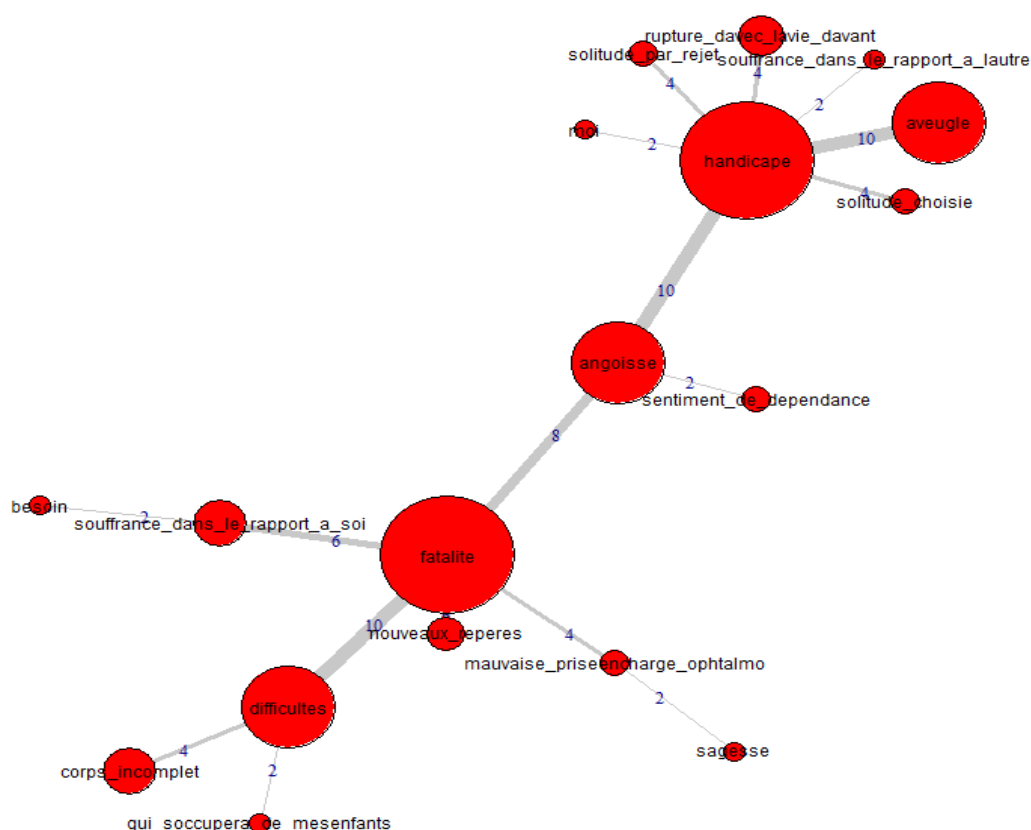 rupture_davec_lavie_davant
solitude_par_rejet
souffrance_dans_le_rapport_a_lautre
4
4
2
moi
2
handicape
10
aveugle
4
solitude_choisie
10
angoisse
2
sentiment_de_dependance
8
besoin
2
souffrance_dans_le_rapport_a_soi
6
fatalite
10
nouveaux_reperes
4
mauvaise_priseencharge_ophtalmo
2
difficultes
sagesse
4
corps_incomplet
2
qui_soccupera_de_mesenfants